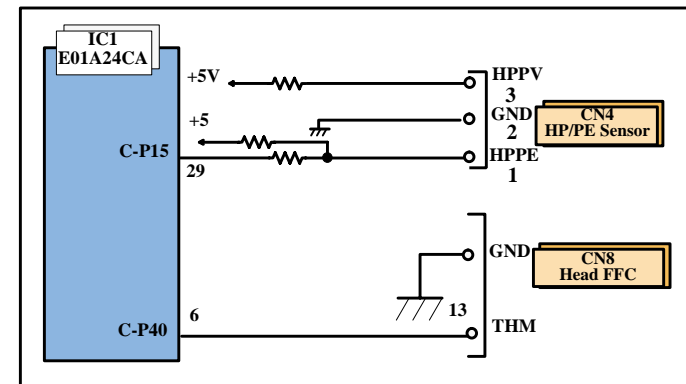 IC1
E01A24CA
+5V
HPPV
3
GND
2
CN4
HP/PE Sensor
+5
C-P15
29
HPPE
1
GND
CN8
Head FFC
13
6
C-P40
THM